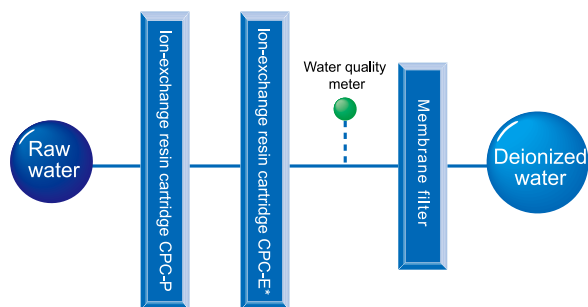 Raw
water
Ion-exchange resin cartridge CPC-P
Ion-exchange resin cartridge CPC-E*
Water quality
meter
Membrane filter
Deionized
water